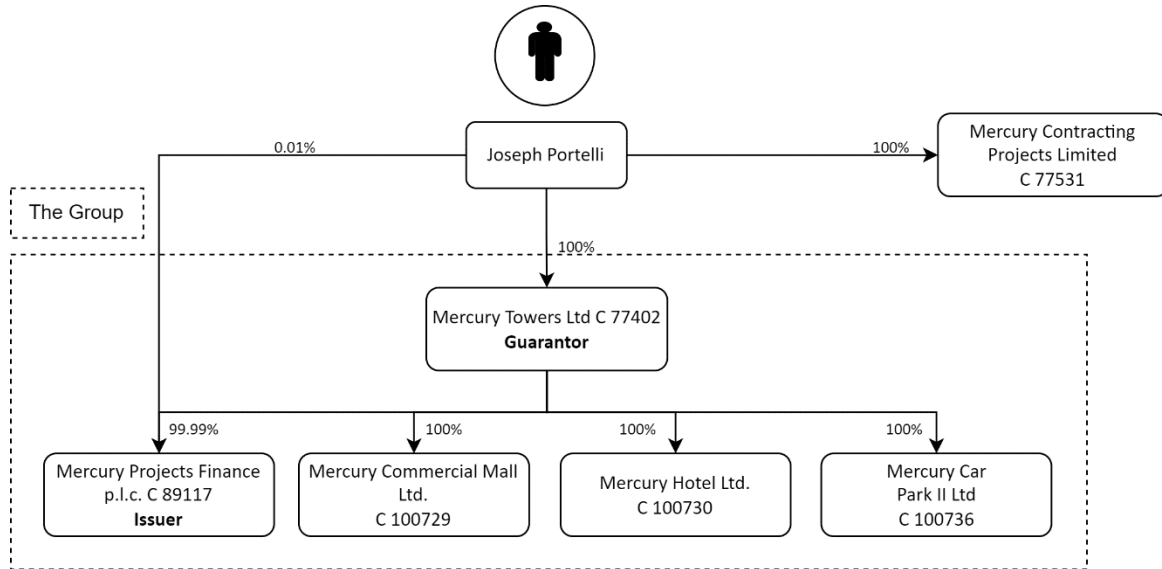 Joseph Portelli
0.01%
100%
Mercury Contracting
Projects Limited
C 77531
The Group
100%
Mercury Towers Ltd C 77402
Guarantor
99.99%
100%
100%
100%
Mercury Projects Finance
p.l.c. C 89117
Issuer
Mercury Commercial Mall
Ltd.
C 100729
Mercury Hotel Ltd.
C 100730
Mercury Car
Park II Ltd
C 100736